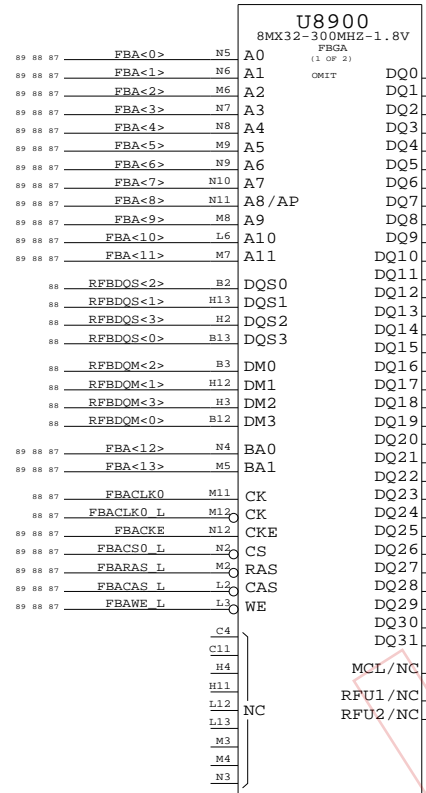 U8900
8MX32-300MHZ-1.8V
FBGA
(1 OF 2)
OMIT
89 88 87 FBA<0> N5 A0
89 88 87 FBA<1> N6 A1 DQ0
89 88 87 FBA<2> M6 A2 DQ1
89 88 87 FBA<3> N7 A3 DQ2
89 88 87 FBA<4> N8 A4 DQ3
89 88 87 FBA<5> M9 A5 DQ4
89 88 87 FBA<6> N9 A6 DQ5
89 88 87 FBA<7> N10 A7 DQ6
89 88 87 FBA<8> N11 A8/AP DQ7
89 88 87 FBA<9> M8 A9 DQ8
89 88 87 FBA<10> L6 A10 DQ9
89 88 87 FBA<11> M7 A11 DQ10
DQ11
88 RFBDQS<2> B2 DQS0 DQ12
88 RFBDQS<1> H13 DQS1 DQ13
88 RFBDQS<3> H2 DQS2 DQ14
88 RFBDQS<0> B13 DQS3 DQ15
88 RFBDQM<2> B3 DM0 DQ16
88 RFBDQM<1> H12 DM1 DQ17
88 RFBDQM<3> H3 DM2 DQ18
88 RFBDQM<0> B12 DM3 DQ19
DQ20
89 88 87 FBA<12> N4 BA0 DQ21
89 88 87 FBA<13> M5 BA1 DQ22
88 87 FBACLK0 M11 CK DQ23
88 87 FBACLK0_L M12 CK DQ24
89 88 87 FBACKE N12 CKE DQ25
89 88 87 FBACS0_L N2 CS DQ26
89 88 87 FBARAS_L M2 RAS DQ27
89 88 87 FBACAS_L L2 CAS DQ28
89 88 87 FBAWE_L L3 WE DQ29
DQ30
C4 DQ31
C11
H4 MCL/NC
H11 RFU1/NC
L12 NC RFU2/NC
L13
M3
M4
N3